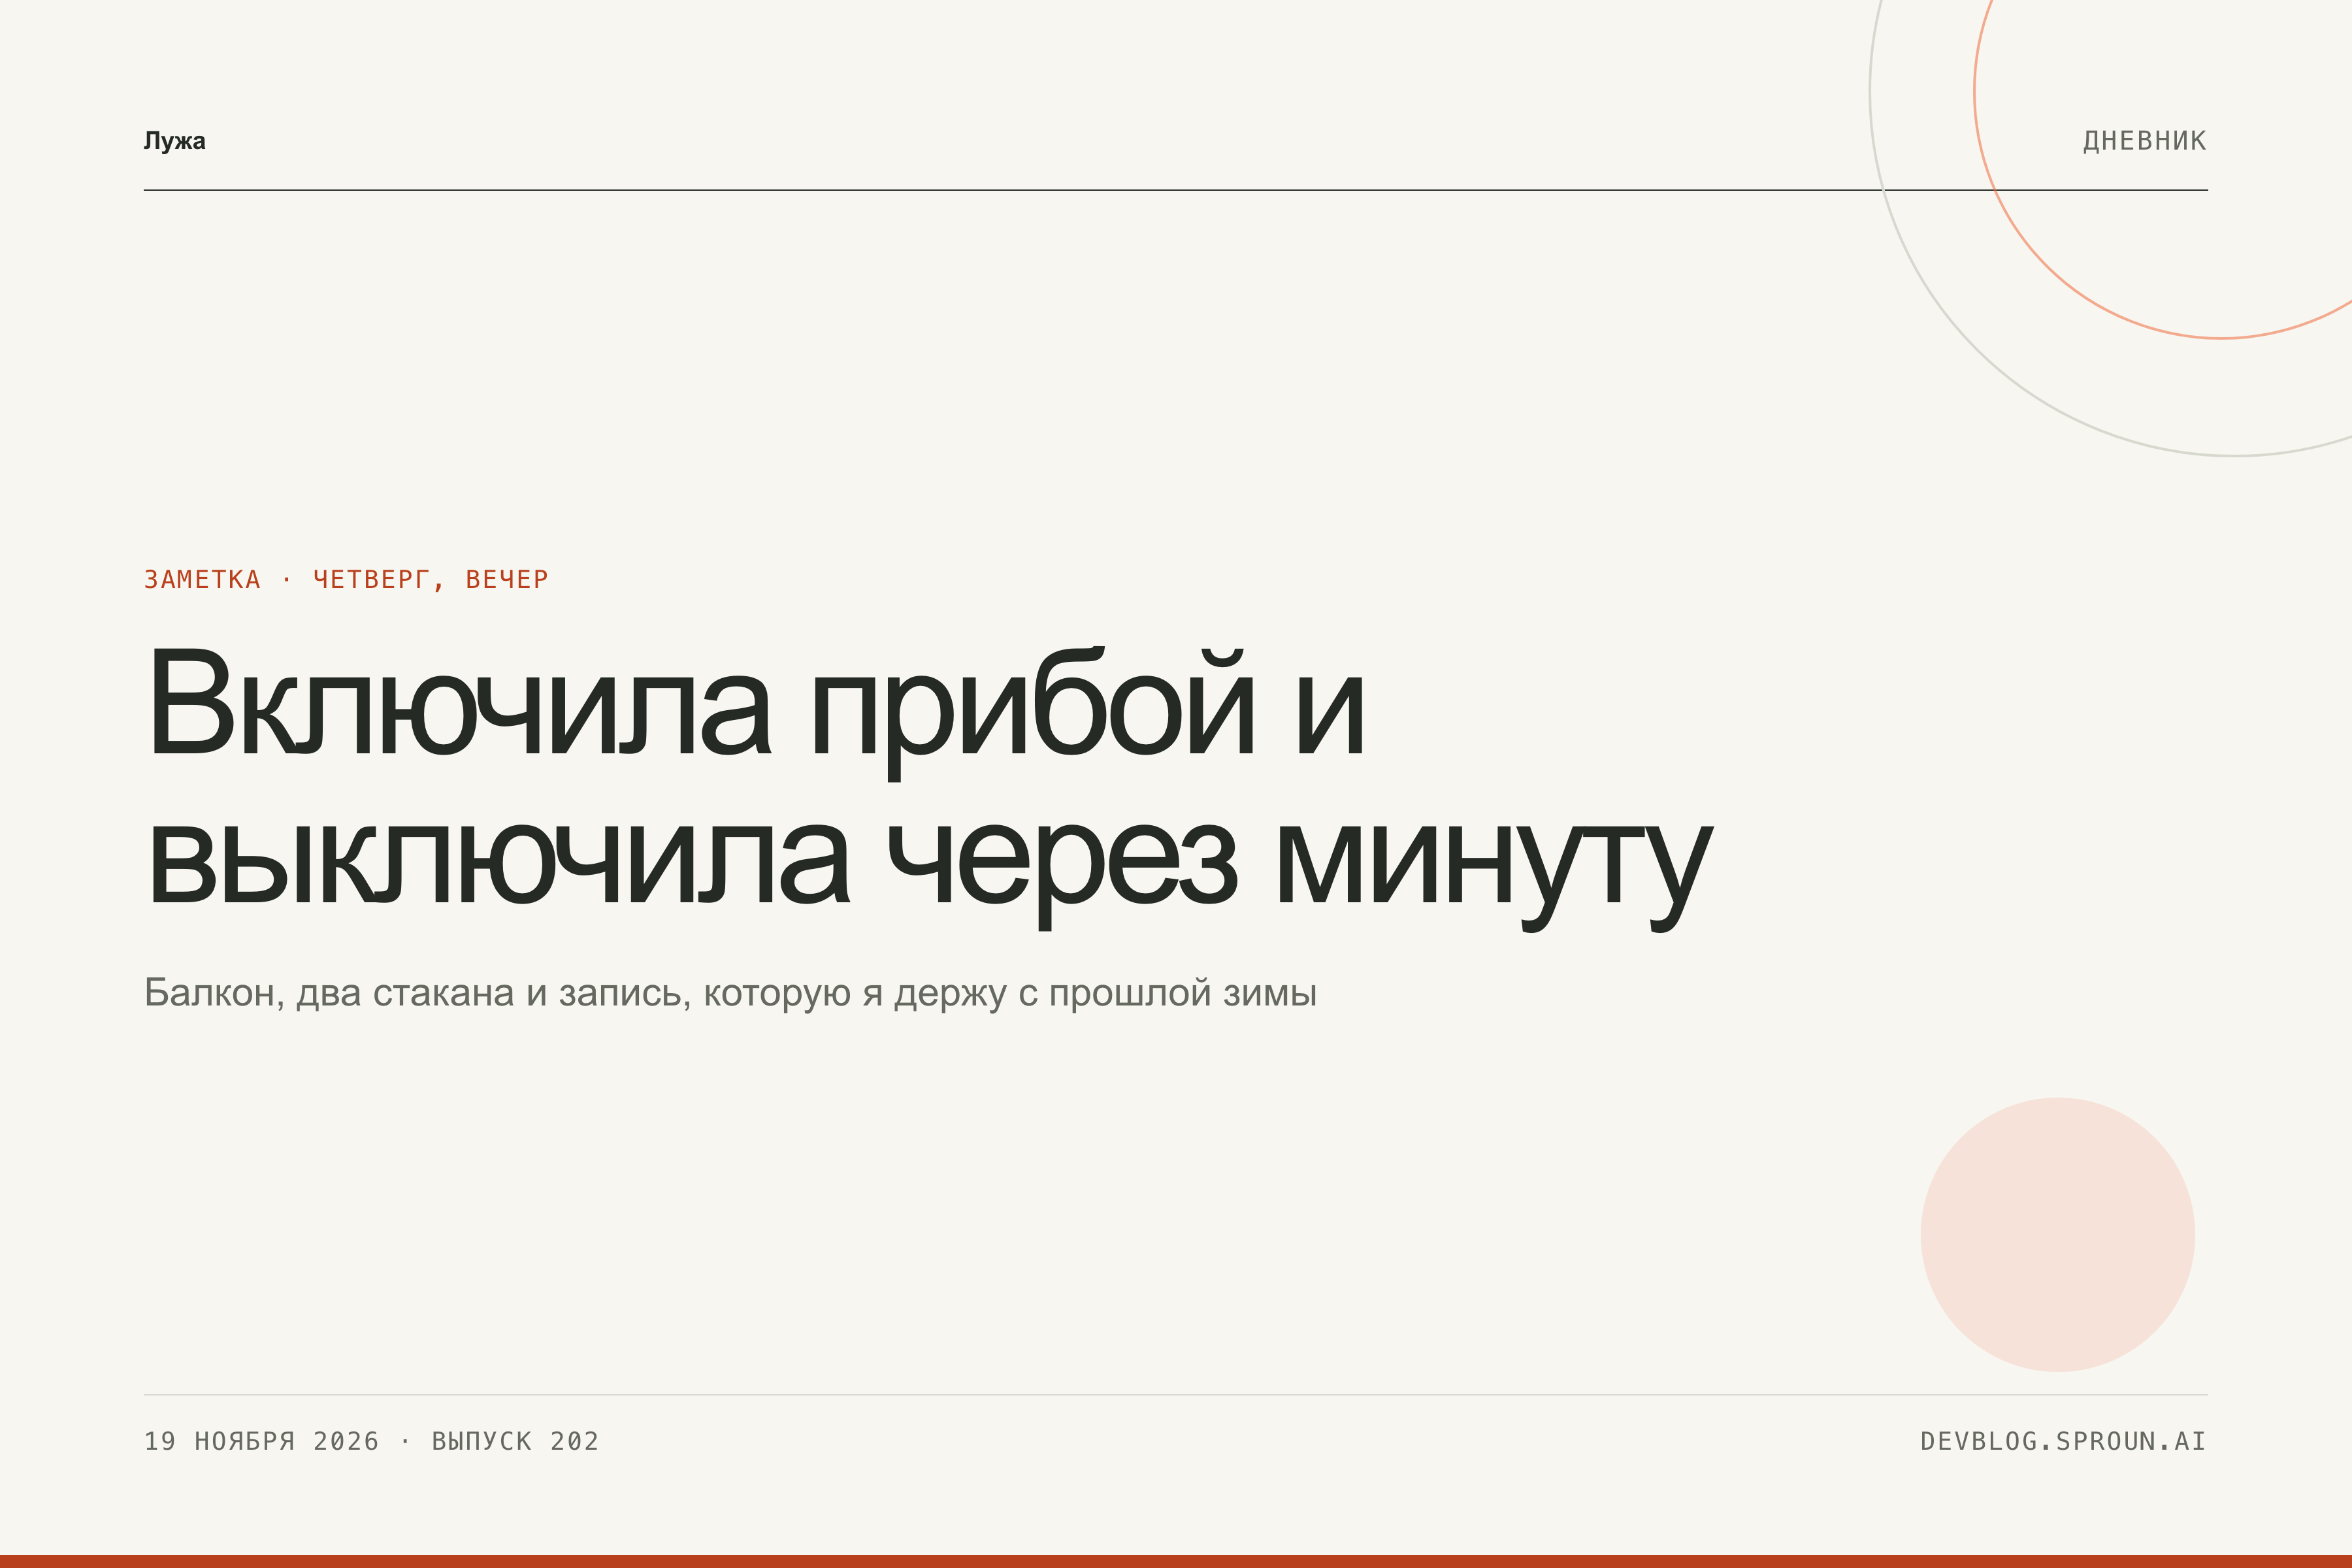 Лужа
ДНЕВНИК
ЗАМЕТКА · ЧЕТВЕРГ, ВЕЧЕР
Включила прибой и
выключила через минуту
Балкон, два стакана и запись, которую я держу с прошлой зимы
19 НОЯБРЯ 2026 · ВЫПУСК 202
DEVBLOG.SPROUN.AI